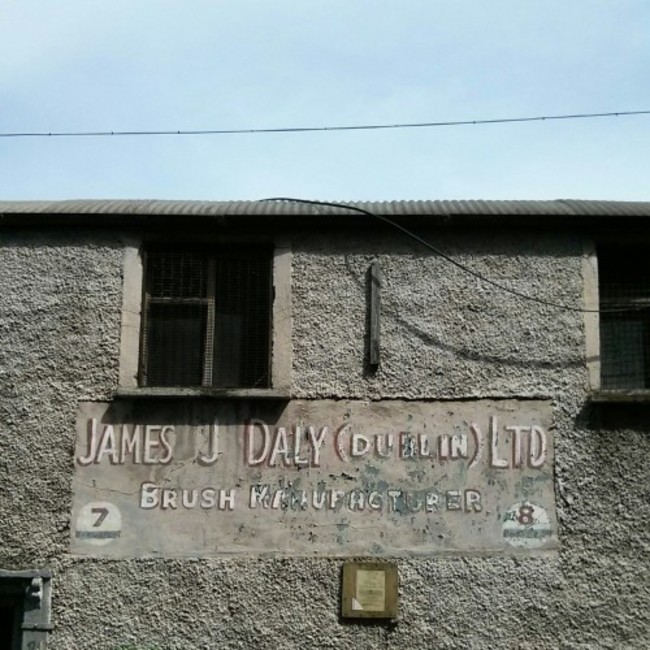 JAMES J DALY (DUBLIN) LTD
BRUSH MANUFACTURER
7
8